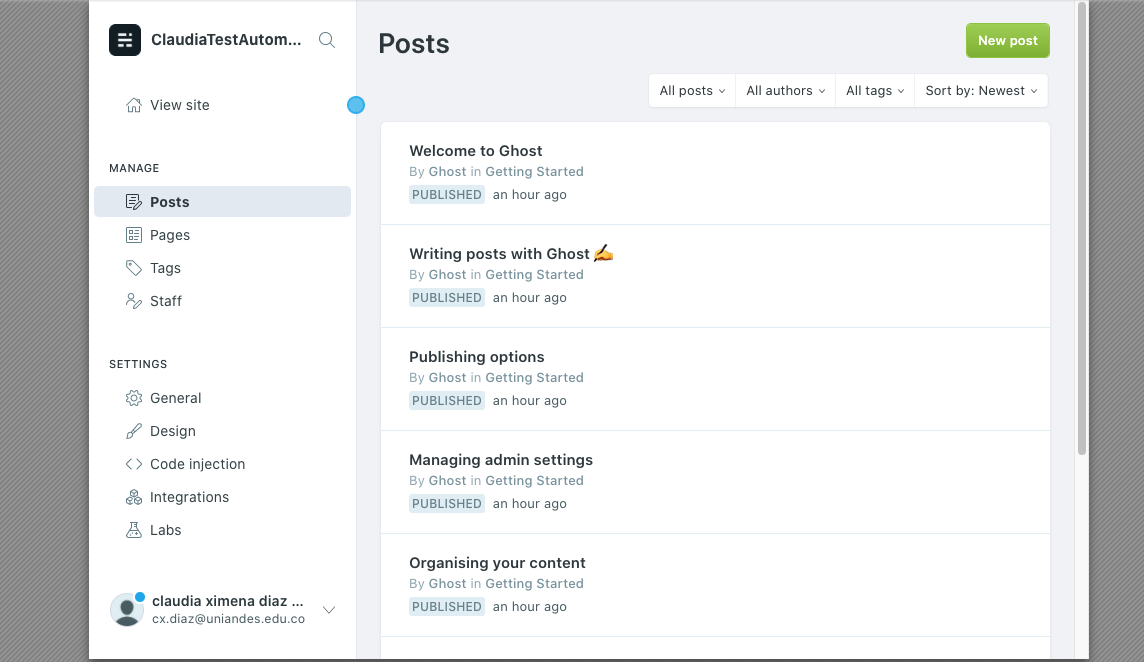 ClaudiaTestAutom...
View site
MANAGE
Posts
Pages
Tags
Staff
SETTINGS
General
Design
Code injection
Integrations
Labs
claudia ximena diaz ...
cx.diaz@uniandes.edu.co
Posts
New post
All posts
All authors
All tags
Sort by: Newest
Welcome to Ghost
By Ghost in Getting Started
PUBLISHED an hour ago
Writing posts with Ghost ✍️
By Ghost in Getting Started
PUBLISHED an hour ago
Publishing options
By Ghost in Getting Started
PUBLISHED an hour ago
Managing admin settings
By Ghost in Getting Started
PUBLISHED an hour ago
Organising your content
By Ghost in Getting Started
PUBLISHED an hour ago